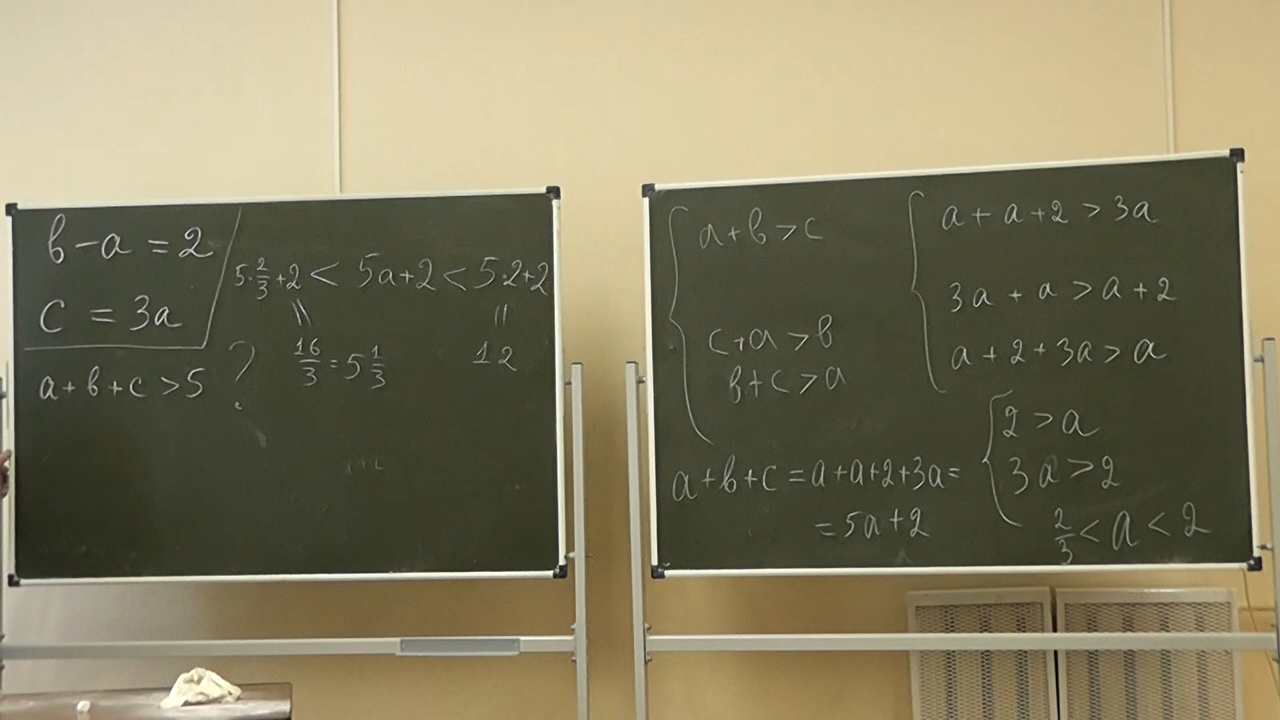 в - a = 2
c = 3a
a + в + c > 5 ?
5·2/3+2 < 5a+2 < 5·2+2
16/3 = 5 1/3
12
a + в > c
c + a > в
в + c > a
a + a + 2 > 3a
3a + a > a + 2
a + 2 + 3a > a
2 > a
3a > 2
2/3 < a < 2
a + в + c = a + a + 2 + 3a =
= 5a + 2